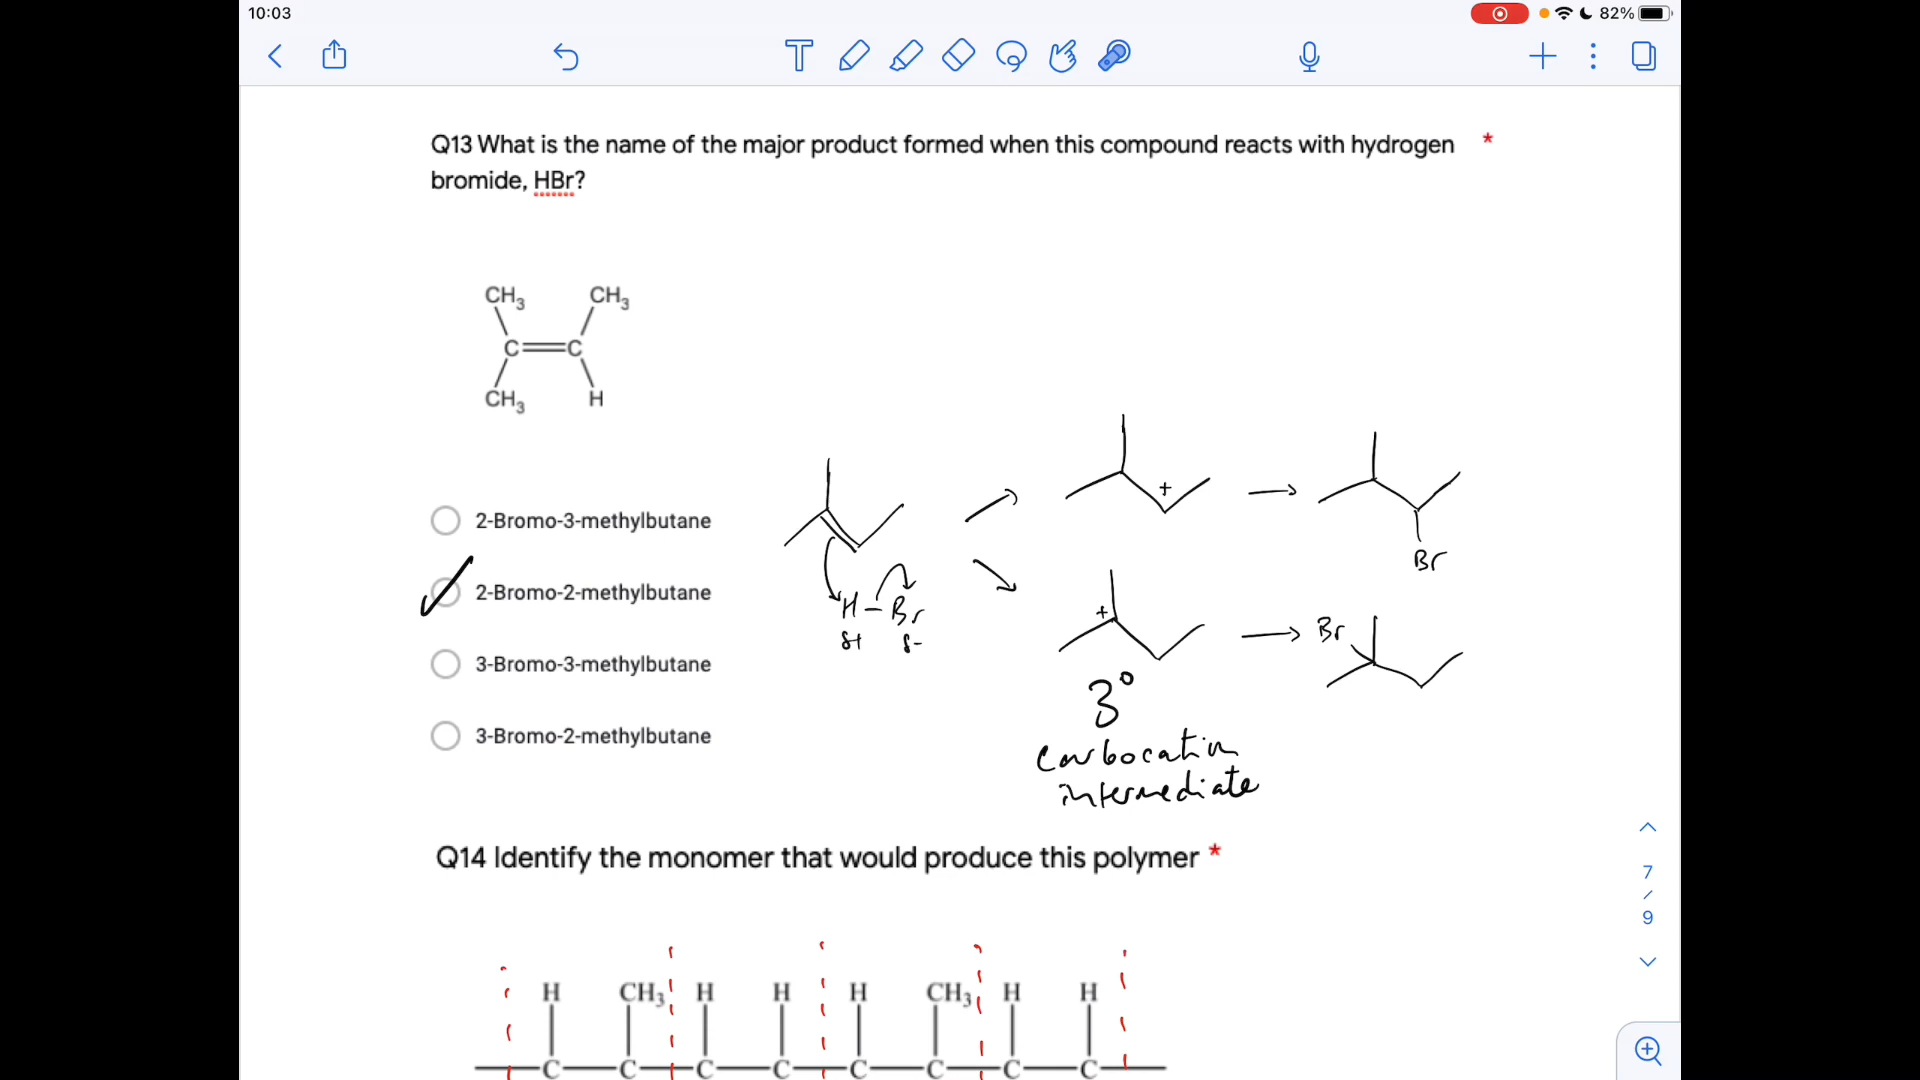 10:03
82%
T
Q13 What is the name of the major product formed when this compound reacts with hydrogen *
bromide, HBr?
CH3 CH3
C C
CH3 H
2-Bromo-3-methylbutane
2-Bromo-2-methylbutane
3-Bromo-3-methylbutane
3-Bromo-2-methylbutane
+
Br
H-Br
δ+ δ-
+
Br
3°
Carbocation
intermediate
Q14 Identify the monomer that would produce this polymer *
7
/
9
H CH3 H H H CH3 H H
C C C C C C C C